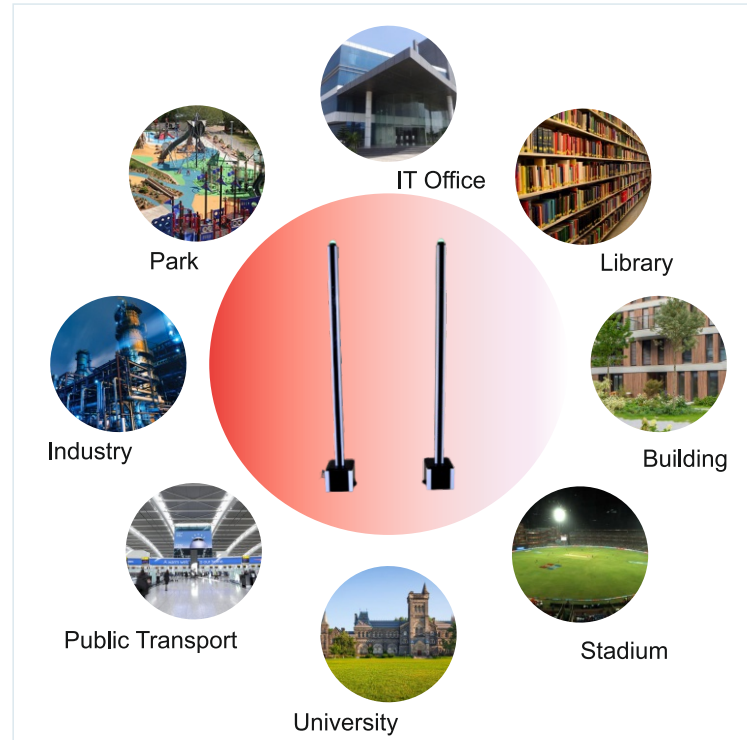 IT Office
Library
Park
Building
Industry
Stadium
Public Transport
University